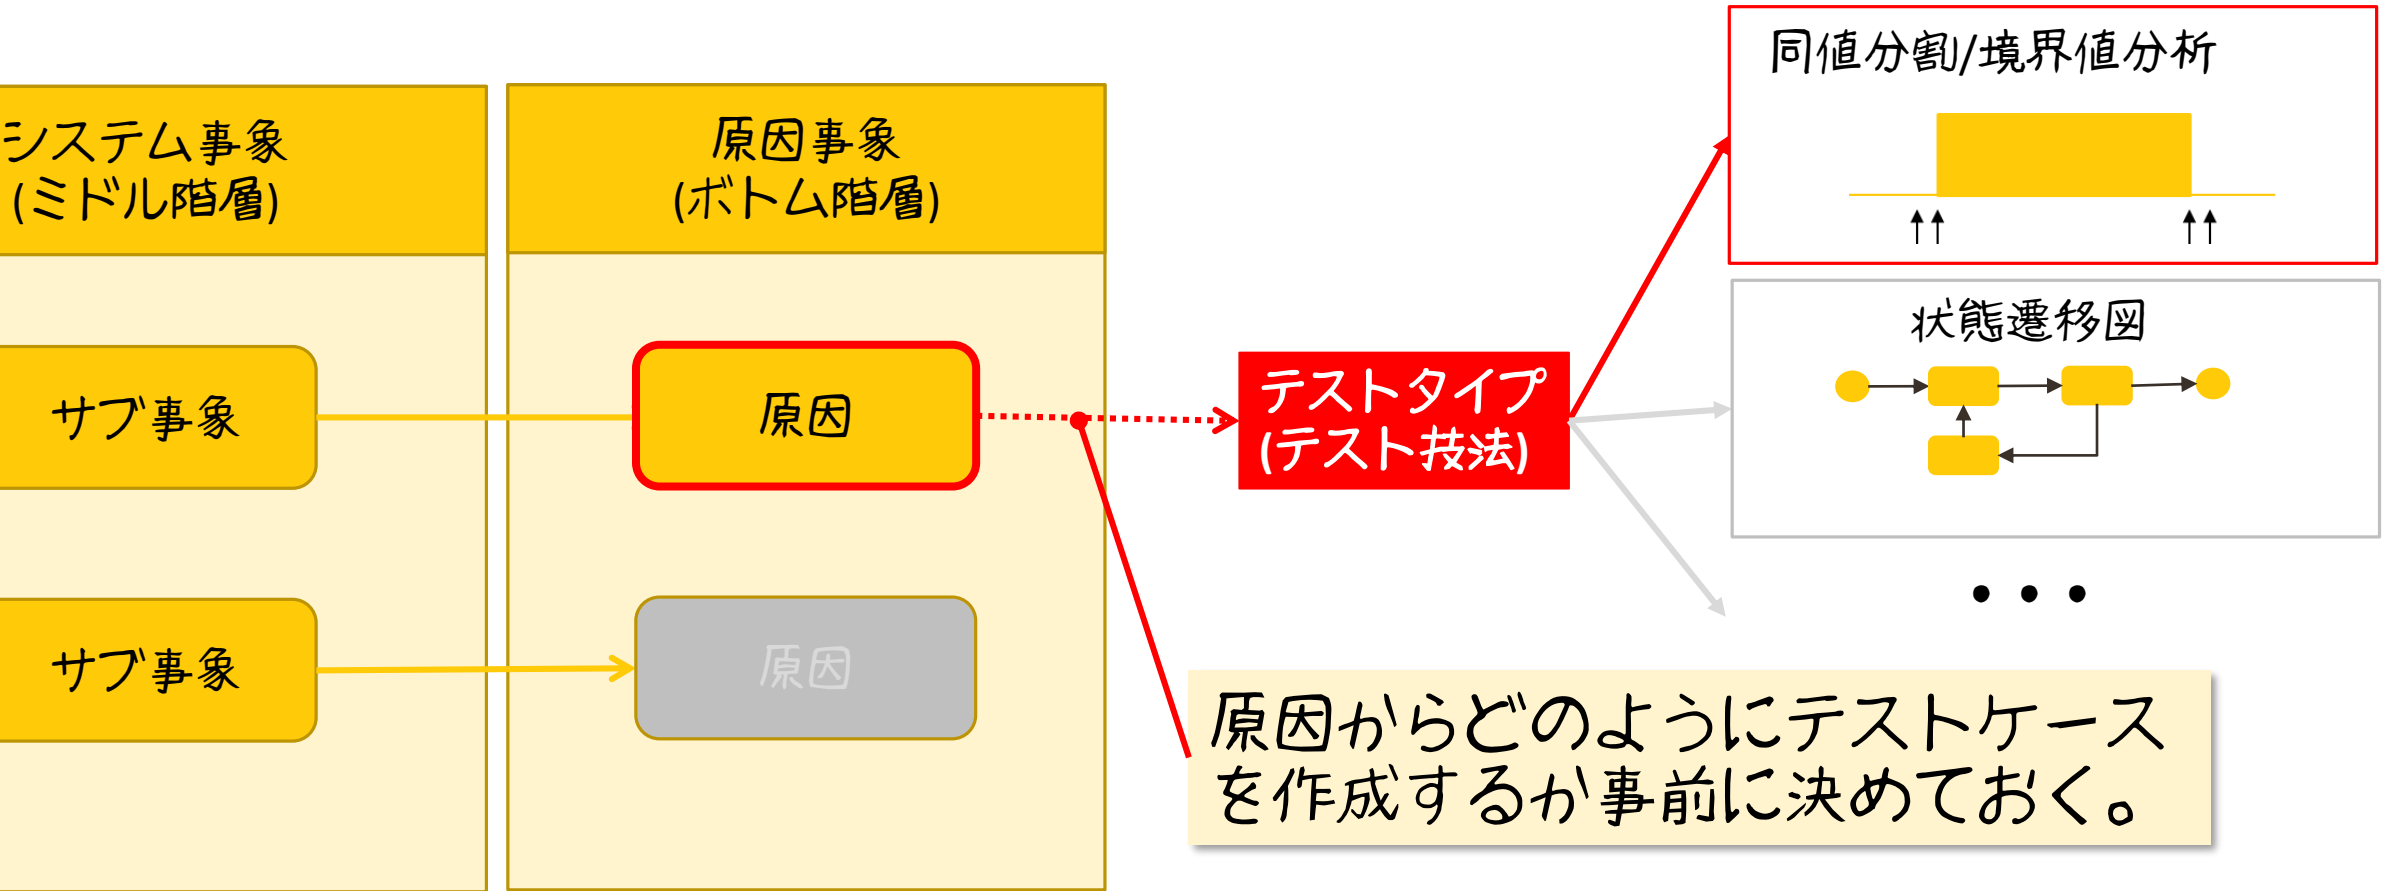 システム事象
(ミドル階層)
原因事象
(ボトム階層)
サブ事象
原因
サブ事象
原因
テストタイプ
(テスト技法)
同値分割/境界値分析
状態遷移図
・・・
原因からどのようにテストケース
を作成するか事前に決めておく。